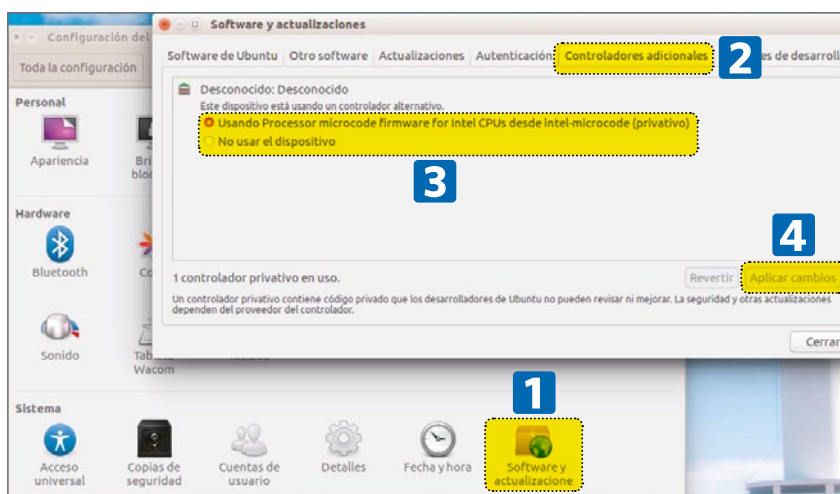 Configuración del
Software y actualizaciones
Toda la configuración
Software de Ubuntu Otro software Actualizaciones Autenticación Controladores adicionales 2 es de desarroll
Personal
Desconocido: Desconocido
Este dispositivo está usando un controlador alternativo.
Usando Processor microcode firmware for Intel CPUs desde intel-microcode (privativo)
No usar el dispositivo
Apariencia
Bri
bloq
3
Hardware
4
Bluetooth
Co
1 controlador privativo en uso.
Revertir
Aplicar cambios
Un controlador privativo contiene código privado que los desarrolladores de Ubuntu no pueden revisar ni mejorar. La seguridad y otras actualizaciones
dependen del proveedor del controlador.
Cerrar
Sonido
Wacom
1
Sistema
Acceso
universal
Copias de
seguridad
Cuentas de
usuario
Detalles
Fecha y hora
Software y
actualizacione